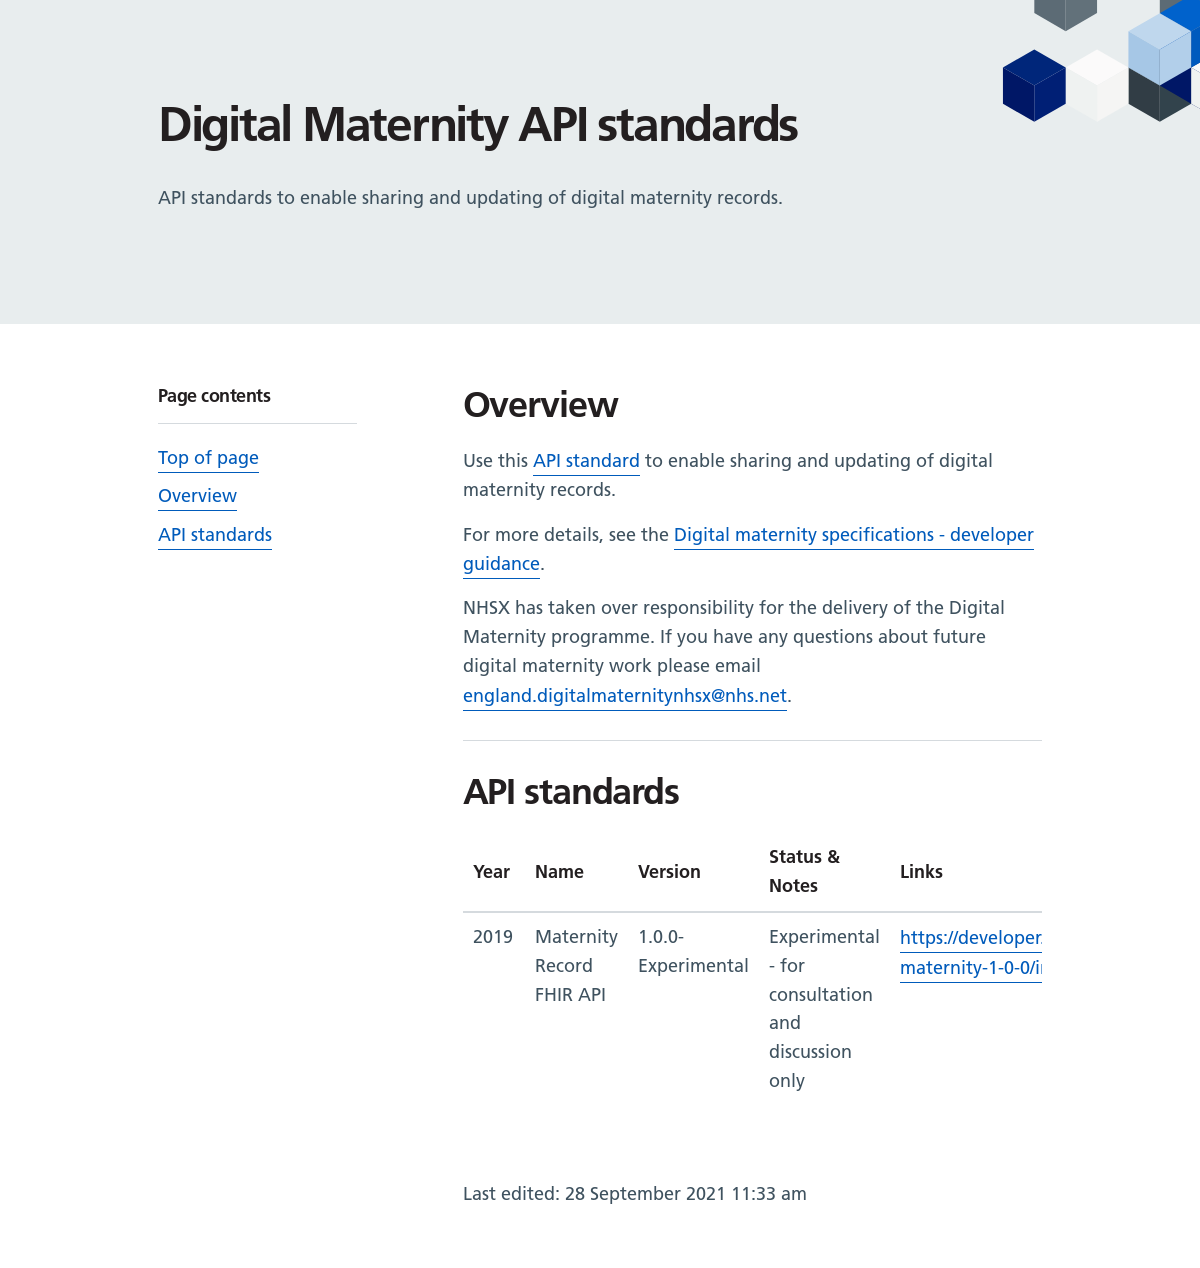 Digital Maternity API standards
API standards to enable sharing and updating of digital maternity records.
Page contents
Top of page
Overview
API standards
Overview
Use this API standard to enable sharing and updating of digital
maternity records.
For more details, see the Digital maternity specifications - developer
guidance.
NHSX has taken over responsibility for the delivery of the Digital
Maternity programme. If you have any questions about future
digital maternity work please email
england.digitalmaternitynhsx@nhs.net.
API standards
Year Name Version Status & Notes Links
2019 Maternity 1.0.0- Experimental https://developer.
Record Experimental - for maternity-1-0-0/i
FHIR API consultation
and
discussion
only
Last edited: 28 September 2021 11:33 am